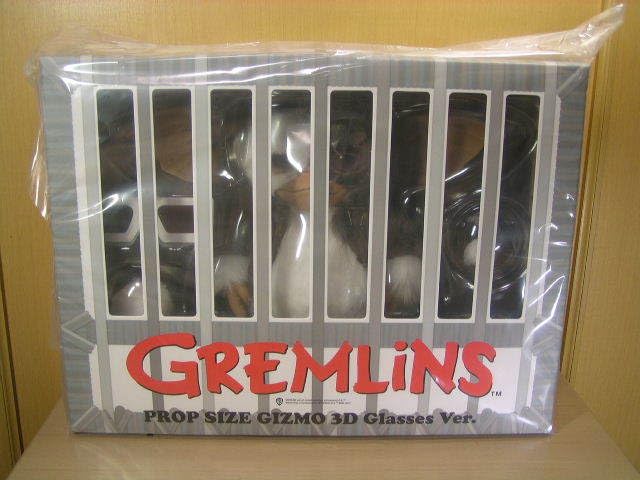 GREMLiNS TM
PROP SIZE GIZMO 3D Glasses Ver.